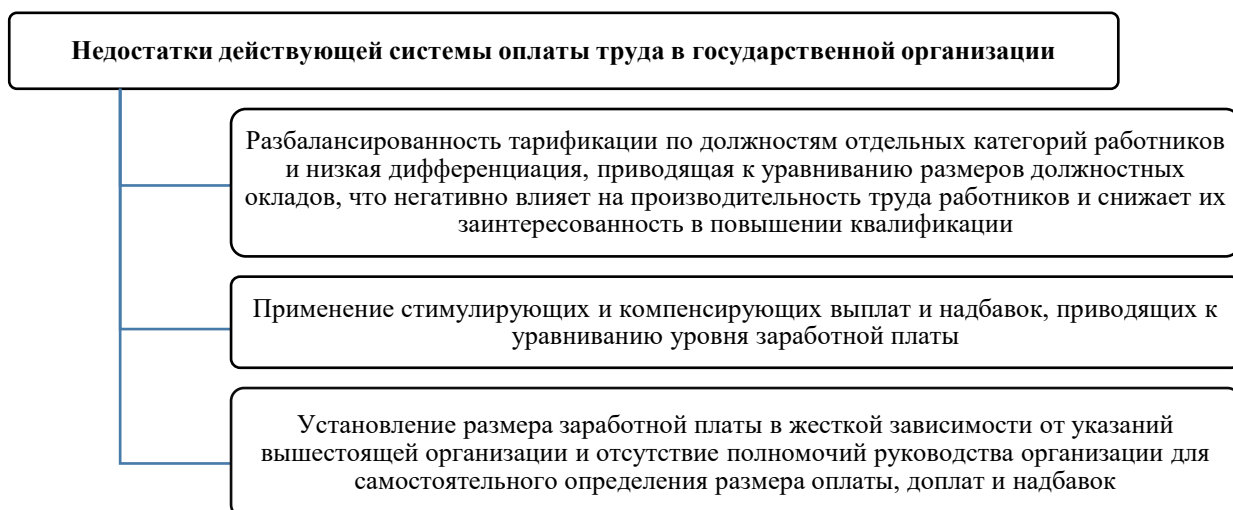 Недостатки действующей системы оплаты труда в государственной организации
Разбалансированность тарификации по должностям отдельных категорий работников
и низкая дифференциация, приводящая к уравниванию размеров должностных
окладов, что негативно влияет на производительность труда работников и снижает их
заинтересованность в повышении квалификации
Применение стимулирующих и компенсирующих выплат и надбавок, приводящих к
уравниванию уровня заработной платы
Установление размера заработной платы в жесткой зависимости от указаний
вышестоящей организации и отсутствие полномочий руководства организации для
самостоятельного определения размера оплаты, доплат и надбавок